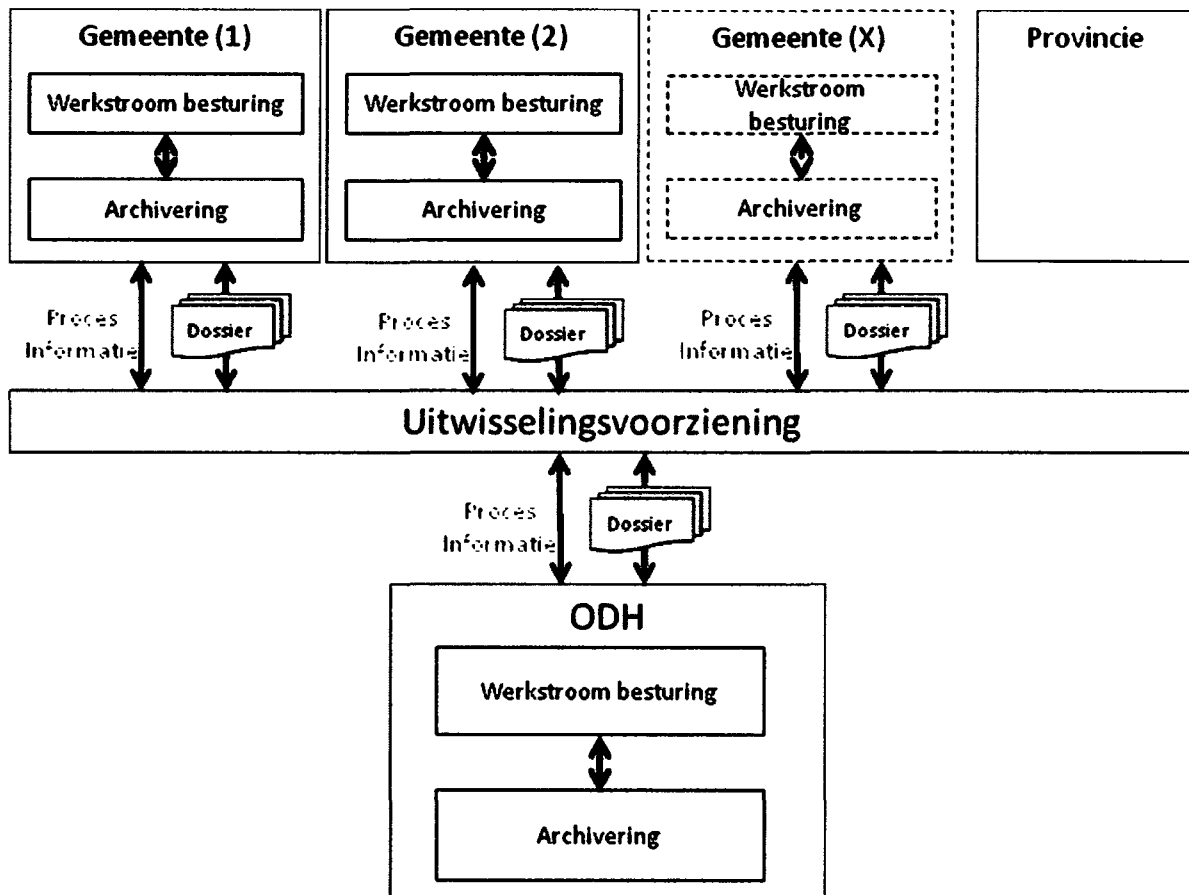 Gemeente (1)
Werkstroom besturing
Archivering
Gemeente (2)
Werkstroom besturing
Archivering
Gemeente (X)
Werkstroom
besturing
Archivering
Provincie
Proces
Informatie
Dossier
Proces
Informatie
Dossier
Proces
Informatie
Dossier
Uitwisselingsvoorziening
Proces
Informatie
Dossier
ODH
Werkstroom besturing
Archivering